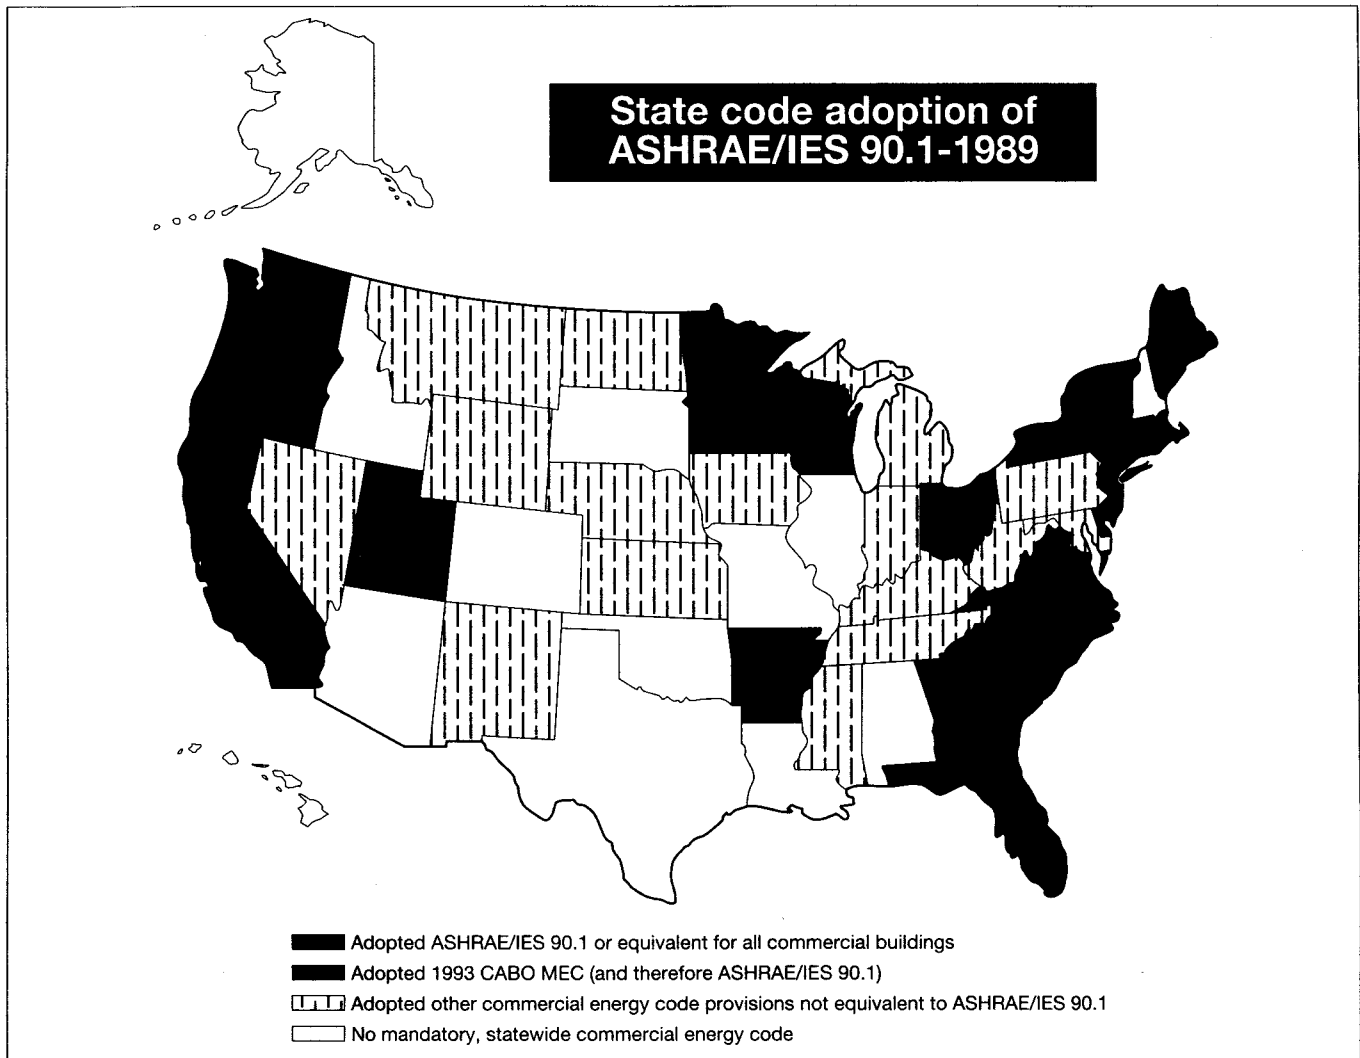 State code adoption of
ASHRAE/IES 90.1-1989
Adopted ASHRAE/IES 90.1 or equivalent for all commercial buildings
Adopted 1993 CABO MEC (and therefore ASHRAE/IES 90.1)
Adopted other commercial energy code provisions not equivalent to ASHRAE/IES 90.1
No mandatory, statewide commercial energy code